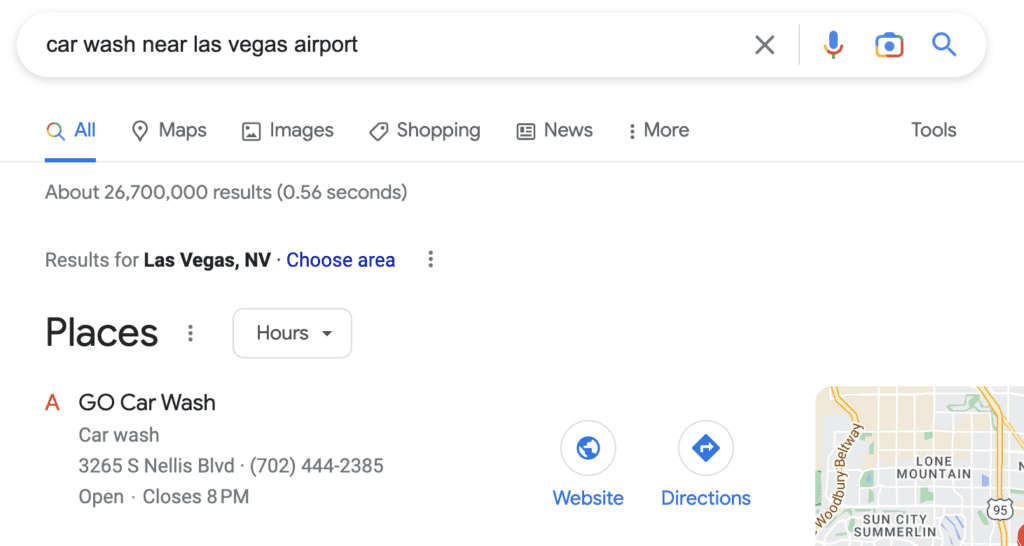 car wash near las vegas airport
All Maps Images Shopping News More Tools
About 26,700,000 results (0.56 seconds)
Results for Las Vegas, NV · Choose area
Places Hours
A GO Car Wash
Car wash
3265 S Nellis Blvd · (702) 444-2385
Open · Closes 8 PM
Website Directions
Woodbury Beltway
LONE
MOUNTAIN
95
SUN CITY
SUMMERLIN